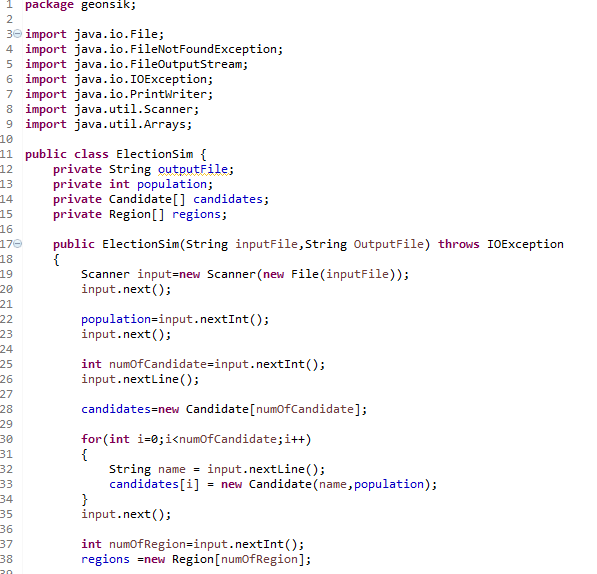 1 package geonsik;
2
3 import java.io.File;
4 import java.io.FileNotFoundException;
5 import java.io.FileOutputStream;
6 import java.io.IOException;
7 import java.io.PrintWriter;
8 import java.util.Scanner;
9 import java.util.Arrays;
10
11 public class ElectionSim {
12     private String outputFile;
13     private int population;
14     private Candidate[] candidates;
15     private Region[] regions;
16
17     public ElectionSim(String inputFile,String OutputFile) throws IOException
18     {
19         Scanner input=new Scanner(new File(inputFile));
20         input.next();
21
22         population=input.nextInt();
23         input.next();
24
25         int numOfCandidate=input.nextInt();
26         input.nextLine();
27
28         candidates=new Candidate[numOfCandidate];
29
30         for(int i=0;i<numOfCandidate;i++)
31         {
32             String name = input.nextLine();
33             candidates[i] = new Candidate(name,population);
34         }
35         input.next();
36
37         int numOfRegion=input.nextInt();
38         regions =new Region[numOfRegion];